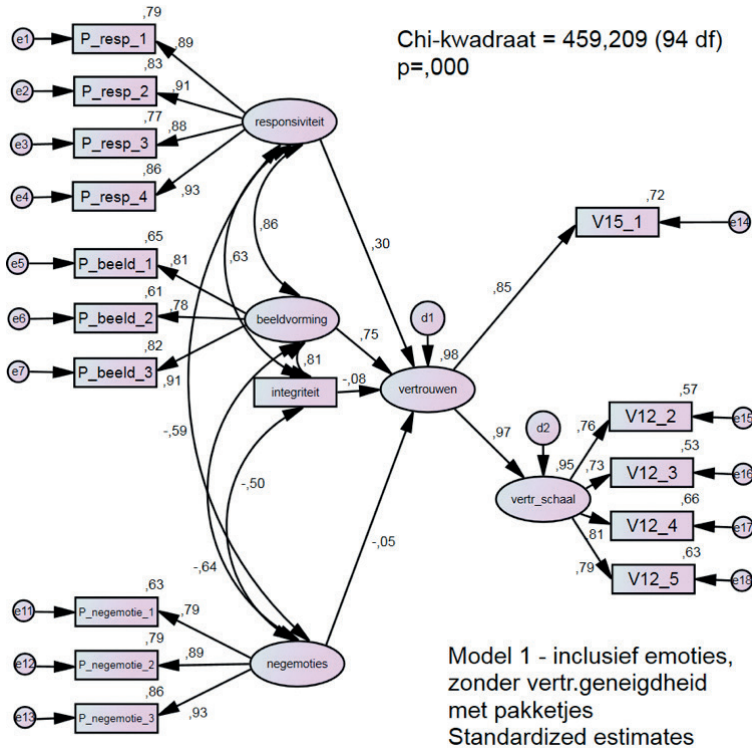 Chi-kwadraat = 459,209 (94 df)
p=,000
,79
e1
P_resp_1
,89
,83
e2
P_resp_2
,91
,77
e3
P_resp_3
,88
,86
e4
P_resp_4
,93
responsiviteit
,65
e5
P_beeld_1
,81
,61
e6
P_beeld_2
,78
,82
e7
P_beeld_3
,91
,86
,63
,30
,72
V15_1
e14
,85
beeldvorming
,75
d1
,81
,98
integriteit
-,08
vertrouwen
,97
-,59
-,50
-,64
-,05
d2
,95
vertr_schaal
,57
,76
V12_2
e15
,53
,73
V12_3
e16
,66
,81
V12_4
e17
,63
,79
V12_5
e18
,63
e11
P_negemotie_1
,79
,79
e12
P_negemotie_2
,89
,86
e13
P_negemotie_3
,93
negemoties
Model 1 - inclusief emoties,
zonder vertr.geneigdheid
met pakketjes
Standardized estimates